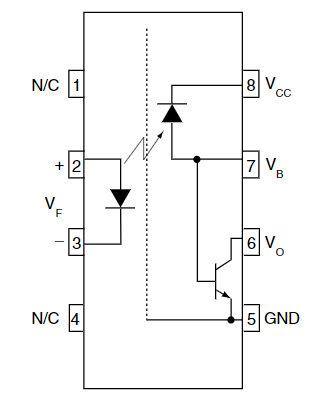 N/C 1
8 VCC
+ 2
7 VB
VF
− 3
6 VO
N/C 4
5 GND